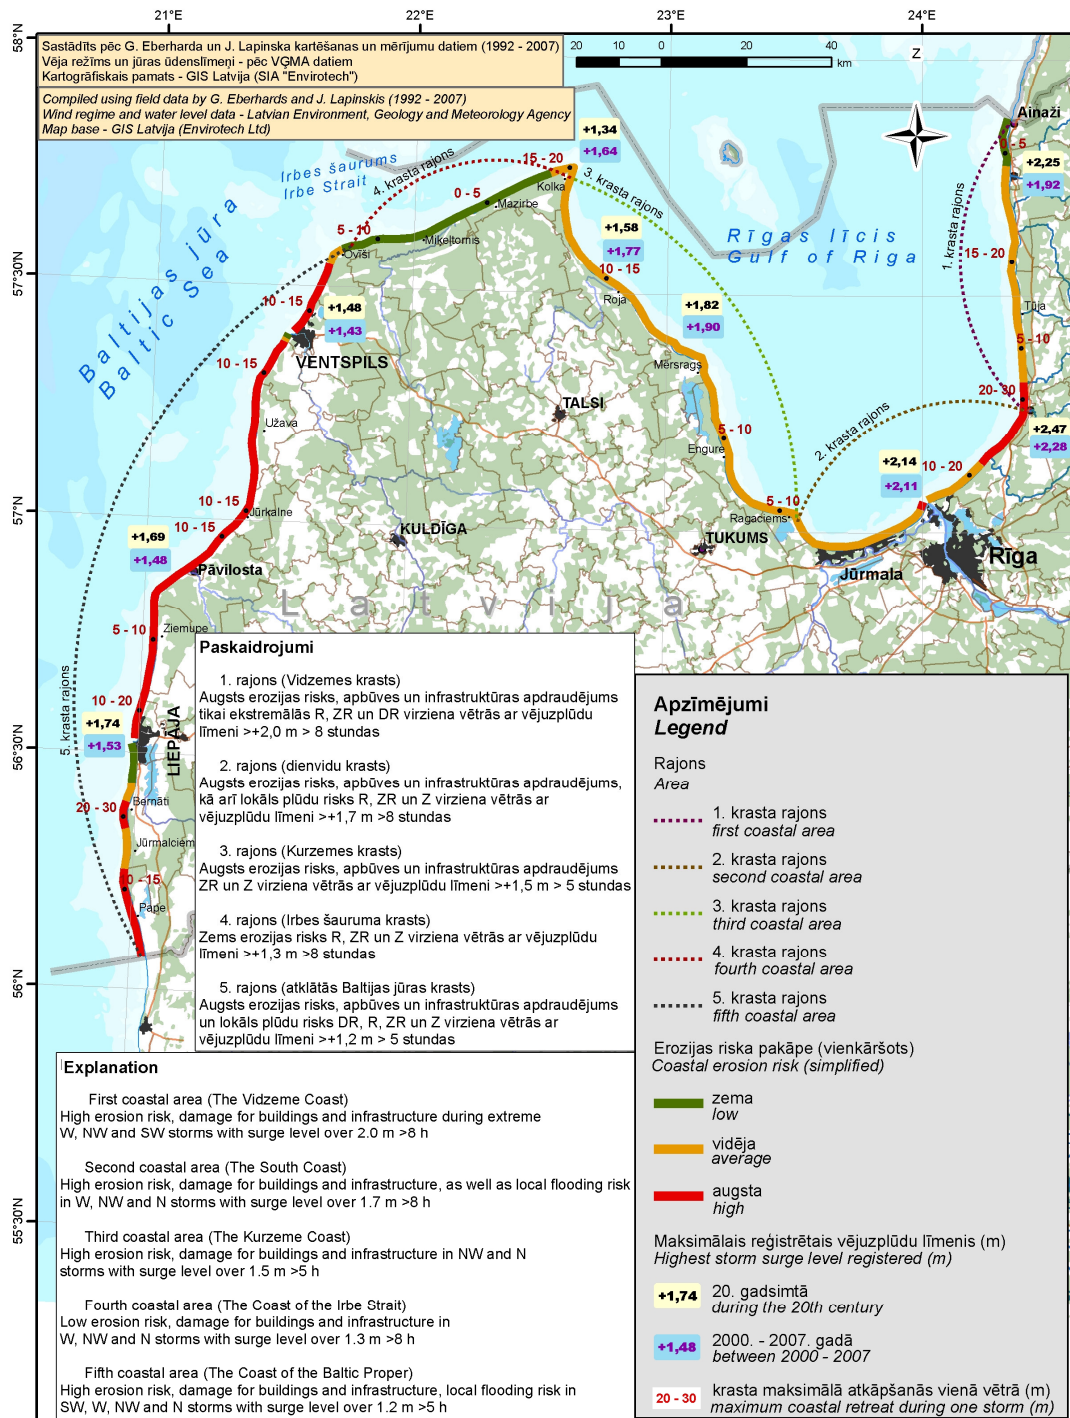 21°E
22°E
23°E
24°E
58°N
57°30'N
57°N
56°30'N
56°N
55°30'N
Sastādīts pēc G. Eberharda un J. Lapinska kartēšanas un mērījumu datiem (1992 - 2007)
Vēja režīms un jūras ūdenslīmeņi - pēc VĢMA datiem
Kartogrāfiskais pamats - GIS Latvija (SIA "Envirotech")
Compiled using field data by G. Eberhards and J. Lapinskis (1992 - 2007)
Wind regime and water level data - Latvian Environment, Geology and Meteorology Agency
Map base - GIS Latvija (Envirotech Ltd)
20 10 0 20 40
km
Z
Ainaži
0 - 5
+2,25
+1,92
1. krasta rajons
15 - 20
Tūja
5 - 10
20- 30
+2,47
+2,28
+1,34
+1,64
15 - 20
Kolka
3. krasta rajons
Irbes šaurums
Irbe Strait
4. krasta rajons
0 - 5
Mazirbe
5 - 10
Miķeļtornis
Ovīši
+1,58
+1,77
10 - 15
Roja
Rīgas līcis
Gulf of Riga
Baltijas jūra
Baltic Sea
10 - 15
+1,48
+1,43
VENTSPILS
10 - 15
+1,82
+1,90
Mērsrags
TALSI
Užava
2. krasta rajons
5 - 10
Engure
+2,14
+2,11
10 - 20
10 - 15
Jūrkalne
10 - 15
5 - 10
Ragaciems
KULDĪGA
TUKUMS
Rīga
Jūrmala
+1,69
+1,48
Pāvilosta
Latvija
5 - 10
Ziemupe
5. krasta rajons
10 - 20
+1,74
+1,53
LIEPĀJA
20 - 30
Bernāti
Jūrmalciem
10 - 15
Pape
Paskaidrojumi
1. rajons (Vidzemes krasts)
Augsts erozijas risks, apbūves un infrastruktūras apdraudējums
tikai ekstremālās R, ZR un DR virziena vētrās ar vējuzplūdu
līmeni >+2,0 m > 8 stundas
2. rajons (dienvidu krasts)
Augsts erozijas risks, apbūves un infrastruktūras apdraudējums,
kā arī lokāls plūdu risks R, ZR un Z virziena vētrās ar
vējuzplūdu līmeni >+1,7 m >8 stundas
3. rajons (Kurzemes krasts)
Augsts erozijas risks, apbūves un infrastruktūras apdraudējums
ZR un Z virziena vētrās ar vējuzplūdu līmeni >+1,5 m > 5 stundas
4. rajons (Irbes šauruma krasts)
Zems erozijas risks R, ZR un Z virziena vētrās ar vējuzplūdu
līmeni >+1,3 m >8 stundas
5. rajons (atklātās Baltijas jūras krasts)
Augsts erozijas risks, apbūves un infrastruktūras apdraudējums
un lokāls plūdu risks DR, R, ZR un Z virziena vētrās ar
vējuzplūdu līmeni >+1,2 m > 5 stundas
Explanation
First coastal area (The Vidzeme Coast)
High erosion risk, damage for buildings and infrastructure during extreme
W, NW and SW storms with surge level over 2.0 m >8 h
Second coastal area (The South Coast)
High erosion risk, damage for buildings and infrastructure, as well as local flooding risk
in W, NW and N storms with surge level over 1.7 m >8 h
Third coastal area (The Kurzeme Coast)
High erosion risk, damage for buildings and infrastructure in NW and N
storms with surge level over 1.5 m >5 h
Fourth coastal area (The Coast of the Irbe Strait)
Low erosion risk, damage for buildings and infrastructure in
W, NW and N storms with surge level over 1.3 m >8 h
Fifth coastal area (The Coast of the Baltic Proper)
High erosion risk, damage for buildings and infrastructure, local flooding risk in
SW, W, NW and N storms with surge level over 1.2 m >5 h
Apzīmējumi
Legend
Rajons
Area
1. krasta rajons
first coastal area
2. krasta rajons
second coastal area
3. krasta rajons
third coastal area
4. krasta rajons
fourth coastal area
5. krasta rajons
fifth coastal area
Erozijas riska pakāpe (vienkāršots)
Coastal erosion risk (simplified)
zema
low
vidēja
average
augsta
high
Maksimālais reģistrētais vējuzplūdu līmenis (m)
Highest storm surge level registered (m)
+1,74
20. gadsimtā
during the 20th century
+1,48
2000. - 2007. gadā
between 2000 - 2007
20 - 30
krasta maksimālā atkāpšanās vienā vētrā (m)
maximum coastal retreat during one storm (m)